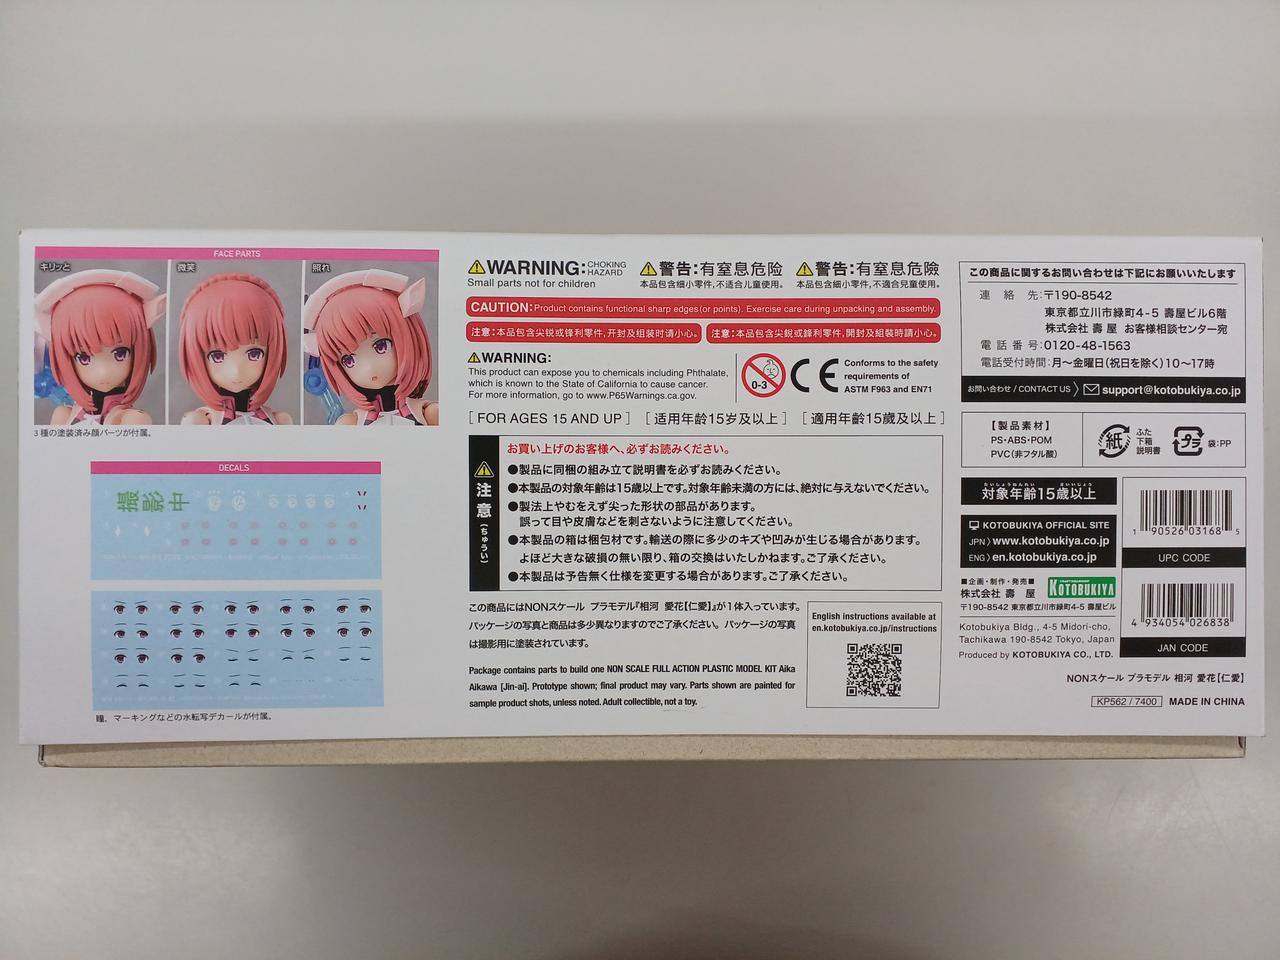 FACE PARTS
キリッと
微笑
照れ
3種の塗装済み顔パーツが付属。
DECALS
撮影中
瞳、マーキングなどの水転写デカールが付属。
WARNING: CHOKING HAZARD
Small parts not for children
警告:有窒息危险
本品包含细小零件,不适合儿童使用。
警告:有窒息危險
本品包含細小零件,不適合兒童使用。
CAUTION: Product contains functional sharp edges (or points). Exercise care during unpacking and assembly.
注意:本品包含尖锐或锋利零件,开封及组装时请小心。
注意:本品包含尖銳或鋒利零件,開封及組裝時請小心。
WARNING:
This product can expose you to chemicals including Phthalate,
which is known to the State of California to cause cancer.
For more information, go to www.P65Warnings.ca.gov.
0-3
CE
Conforms to the safety
requirements of
ASTM F963 and EN71
[ FOR AGES 15 AND UP ] [ 适用年龄15岁及以上 ] [ 適用年齡15歲及以上 ]
注意(ちゅうい)
お買い上げのお客様へ、必ずお読みください。
●製品に同梱の組み立て説明書を必ずお読みください。
●本製品の対象年齢は15歳以上です。対象年齢未満の方には、絶対に与えないでください。
●製法上やむをえず尖った形状の部品があります。
誤って目や皮膚などを刺さないように注意してください。
●本製品の箱は梱包材です。輸送の際に多少のキズや凹みが生じる場合があります。
よほど大きな破損の無い限り、箱の交換はいたしかねます。ご了承ください。
●本製品は予告無く仕様を変更する場合があります。ご了承ください。
この商品にはNONスケール プラモデル『相河 愛花【仁愛】』が1体入っています。
パッケージの写真と商品は多少異なりますのでご了承ください。パッケージの写真
は撮影用に塗装されています。
Package contains parts to build one NON SCALE FULL ACTION PLASTIC MODEL KIT Aika
Aikawa [Jin-ai]. Prototype shown; final product may vary. Parts shown are painted for
sample product shots, unless noted. Adult collectible, not a toy.
English instructions available at
en.kotobukiya.co.jp/instructions
この商品に関するお問い合わせは下記にお願いいたします
連絡先:〒190-8542
東京都立川市緑町4-5 壽屋ビル6階
株式会社 壽屋 お客様相談センター宛
電話番号:0120-48-1563
電話受付時間:月〜金曜日(祝日を除く)10〜17時
お問い合わせ / CONTACT US support@kotobukiya.co.jp
【製品素材】
PS・ABS・POM
PVC(非フタル酸)
紙
ふた
下箱
説明書
プラ
袋:PP
たいしょうねんれい さいいじょう
対象年齢15歳以上
KOTOBUKIYA OFFICIAL SITE
JPN〉www.kotobukiya.co.jp
ENG〉en.kotobukiya.co.jp
■企画・制作・発売■
株式会社 壽 屋
KOTOBUKIYA
〒190-8542 東京都立川市緑町4-5 壽屋ビル
Kotobukiya Bldg., 4-5 Midori-cho,
Tachikawa 190-8542 Tokyo, Japan
Produced by KOTOBUKIYA CO., LTD.
1 90526 03168 5
UPC CODE
4 934054 026838
JAN CODE
NONスケール プラモデル 相河 愛花【仁愛】
KP562 / 7400 MADE IN CHINA